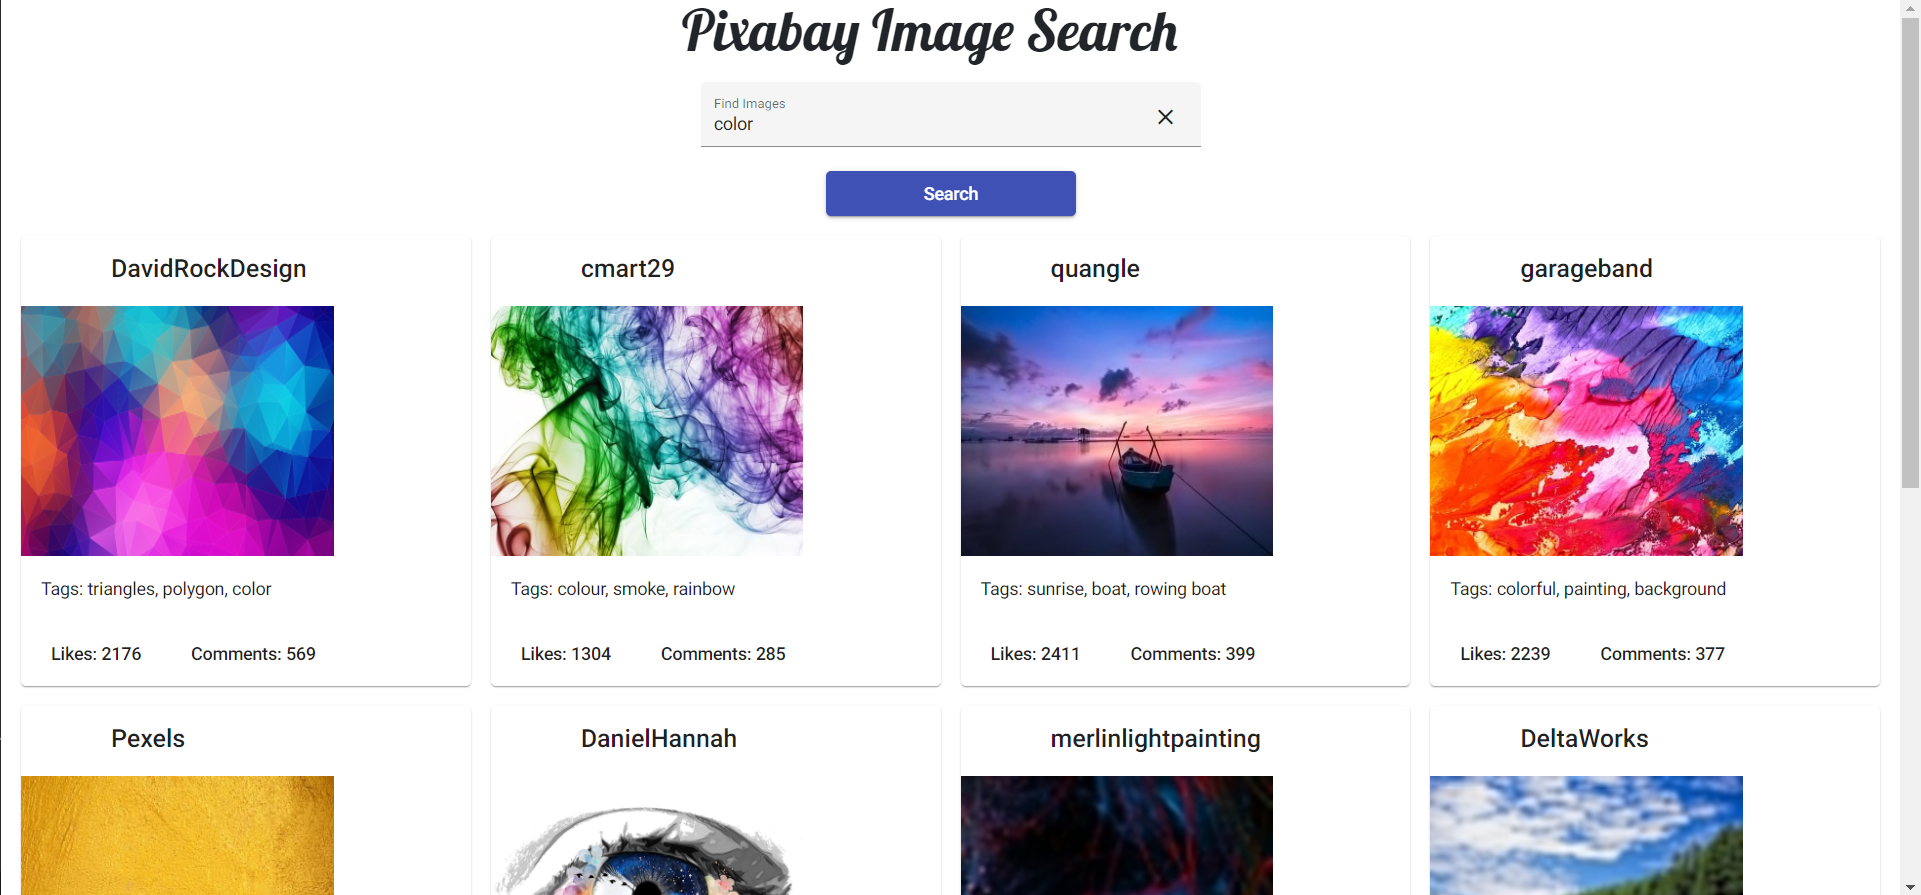 Pixabay Image Search
Find Images
color
Search
DavidRockDesign
cmart29
quangle
garageband
Tags: triangles, polygon, color
Tags: colour, smoke, rainbow
Tags: sunrise, boat, rowing boat
Tags: colorful, painting, background
Likes: 2176
Comments: 569
Likes: 1304
Comments: 285
Likes: 2411
Comments: 399
Likes: 2239
Comments: 377
Pexels
DanielHannah
merlinlightpainting
DeltaWorks